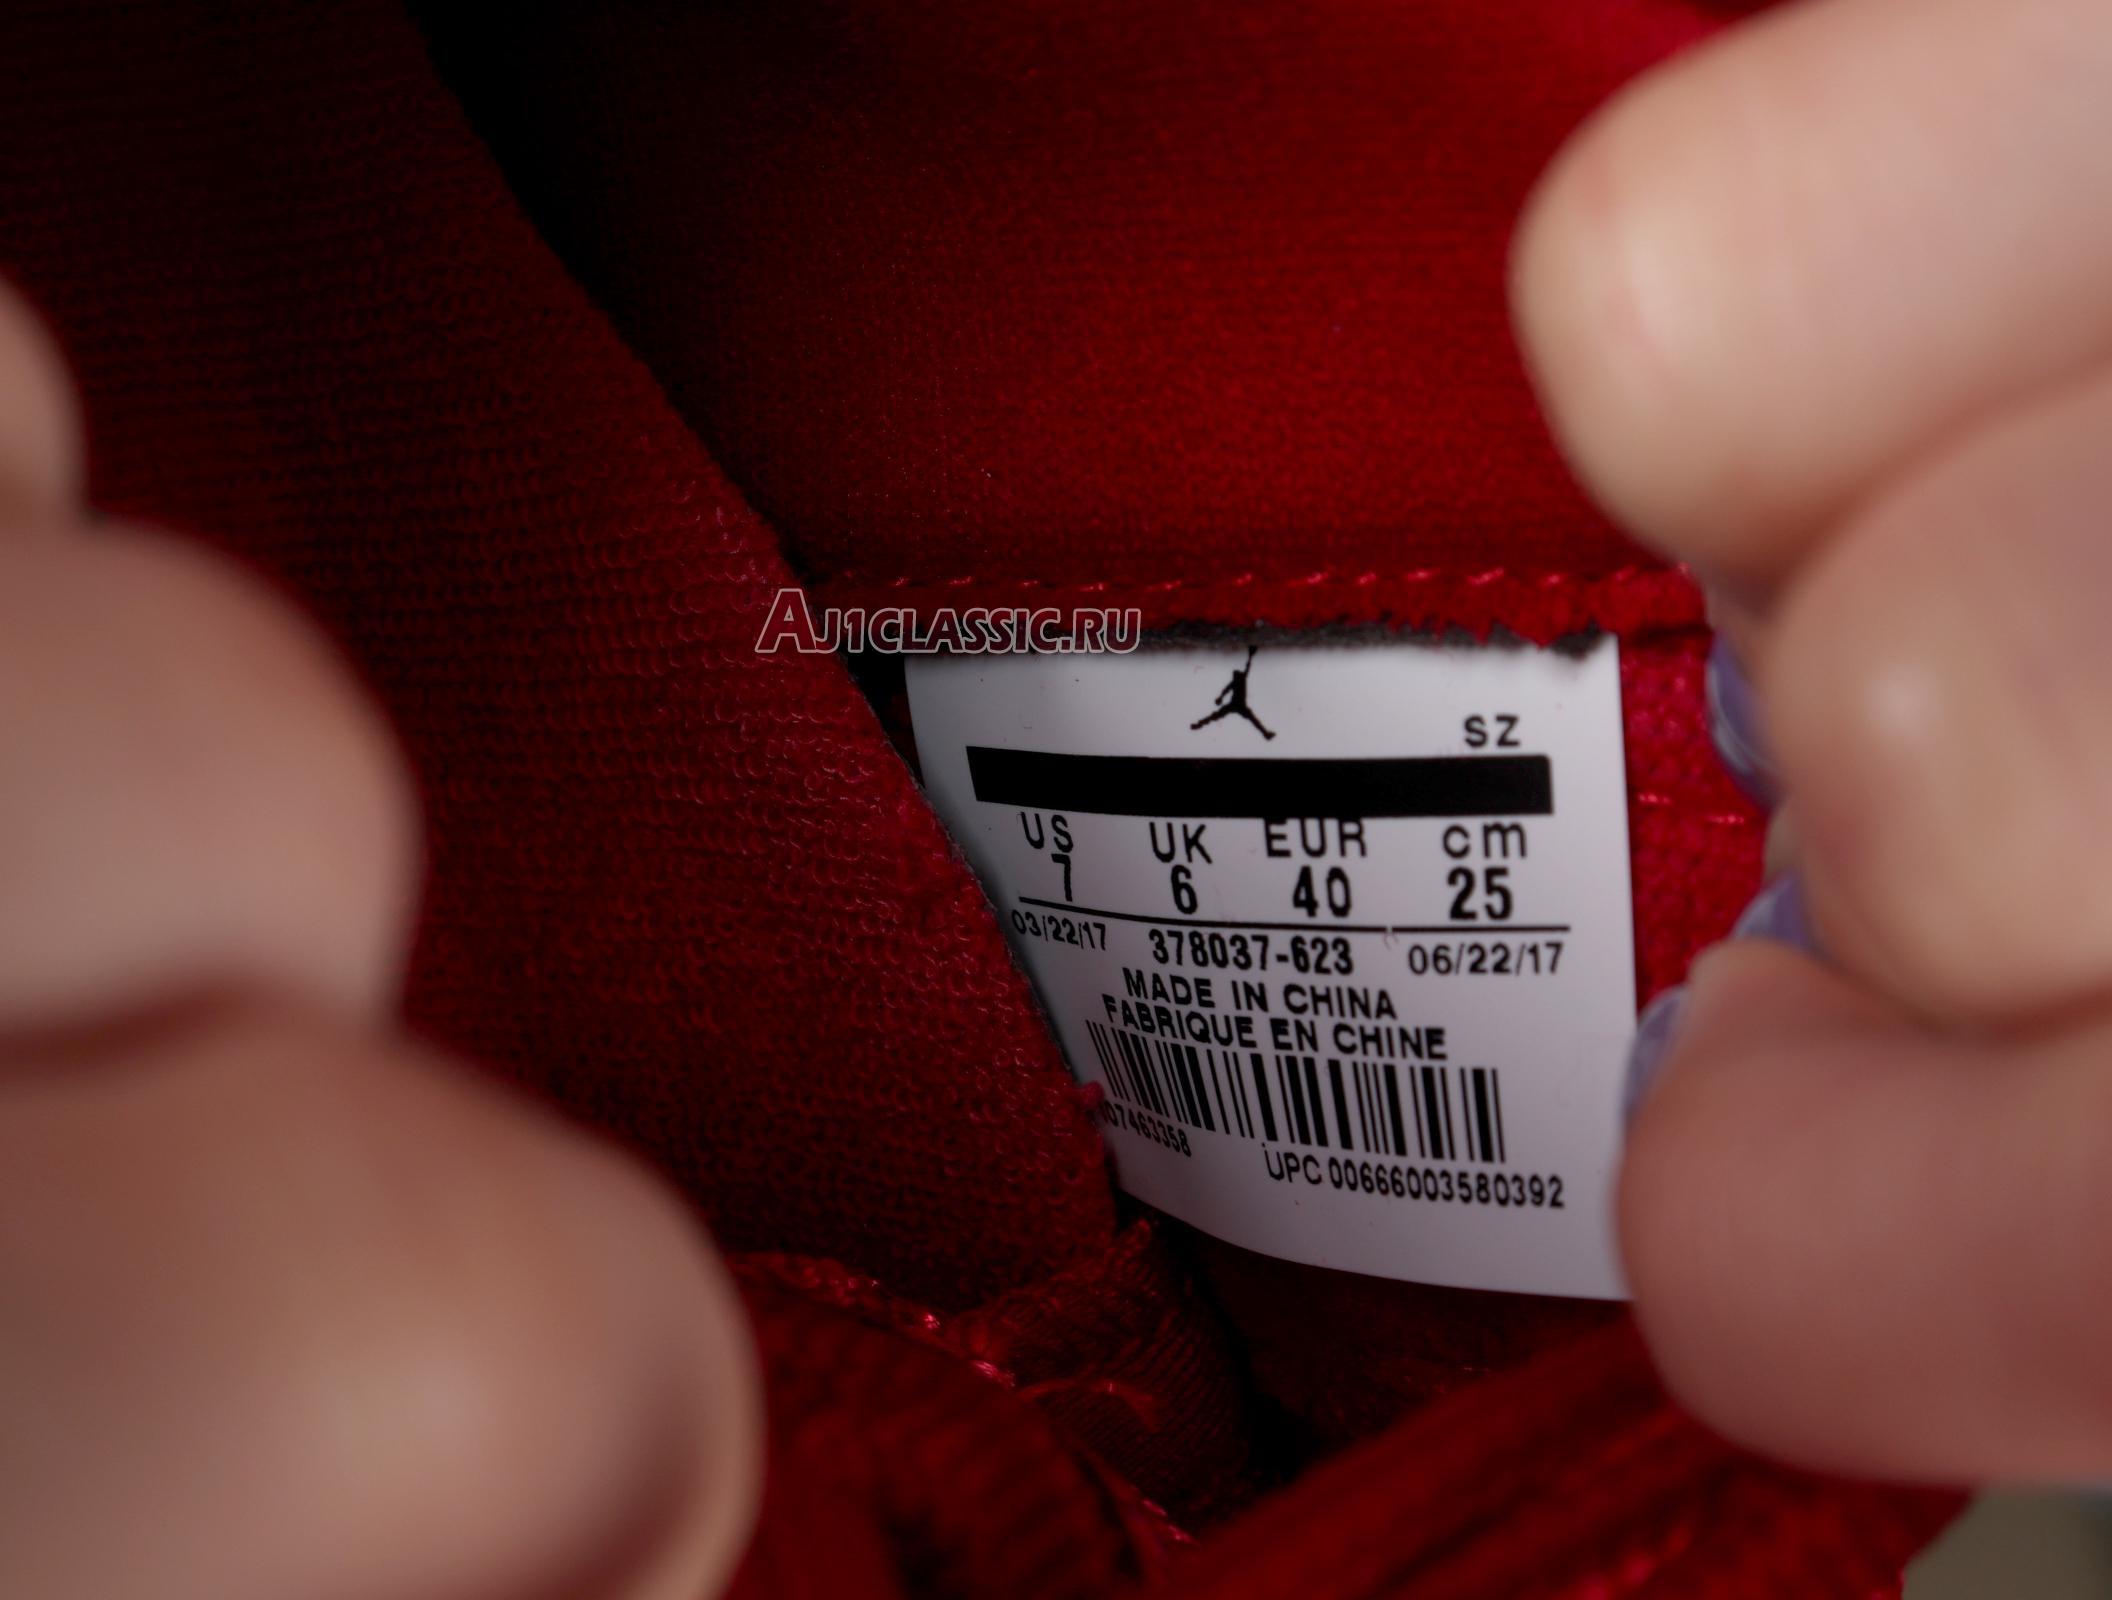 AJ1CLASSIC.RU
SZ
US UK EUR cm
7 6 40 25
03/22/17 378037-623 06/22/17
MADE IN CHINA
FABRIQUE EN CHINE
07463358
UPC 00666003580392